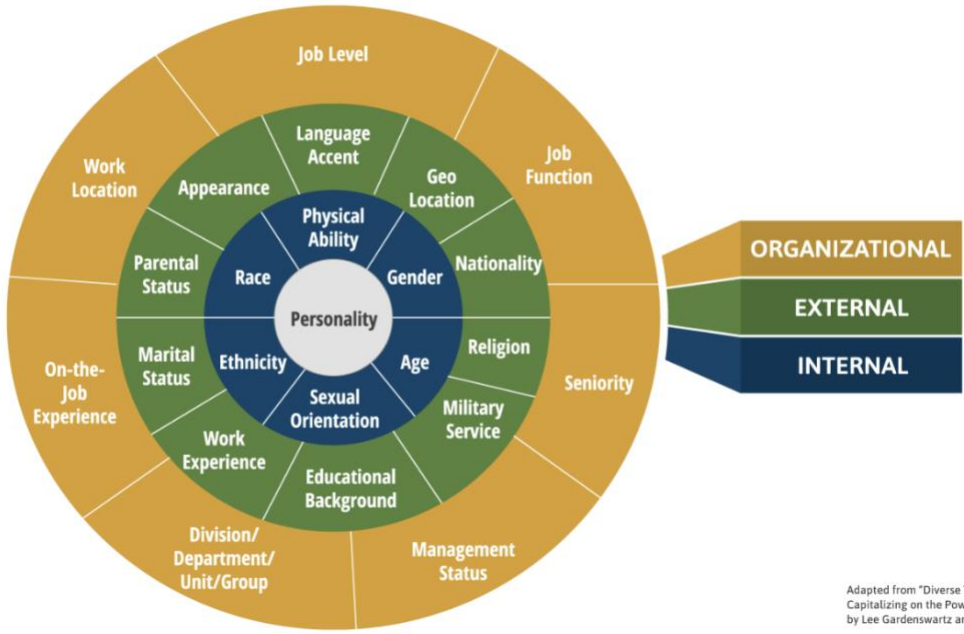 Job Level
Job
Function
Seniority
Management
Status
Division/
Department/
Unit/Group
On-the-
Job
Experience
Work
Location
Language
Accent
Geo
Location
Nationality
Religion
Military
Service
Educational
Background
Work
Experience
Marital
Status
Parental
Status
Appearance
Physical
Ability
Gender
Age
Sexual
Orientation
Ethnicity
Race
Personality
ORGANIZATIONAL
EXTERNAL
INTERNAL
Adapted from "Diverse
Capitalizing on the Pow
by Lee Gardenswartz an